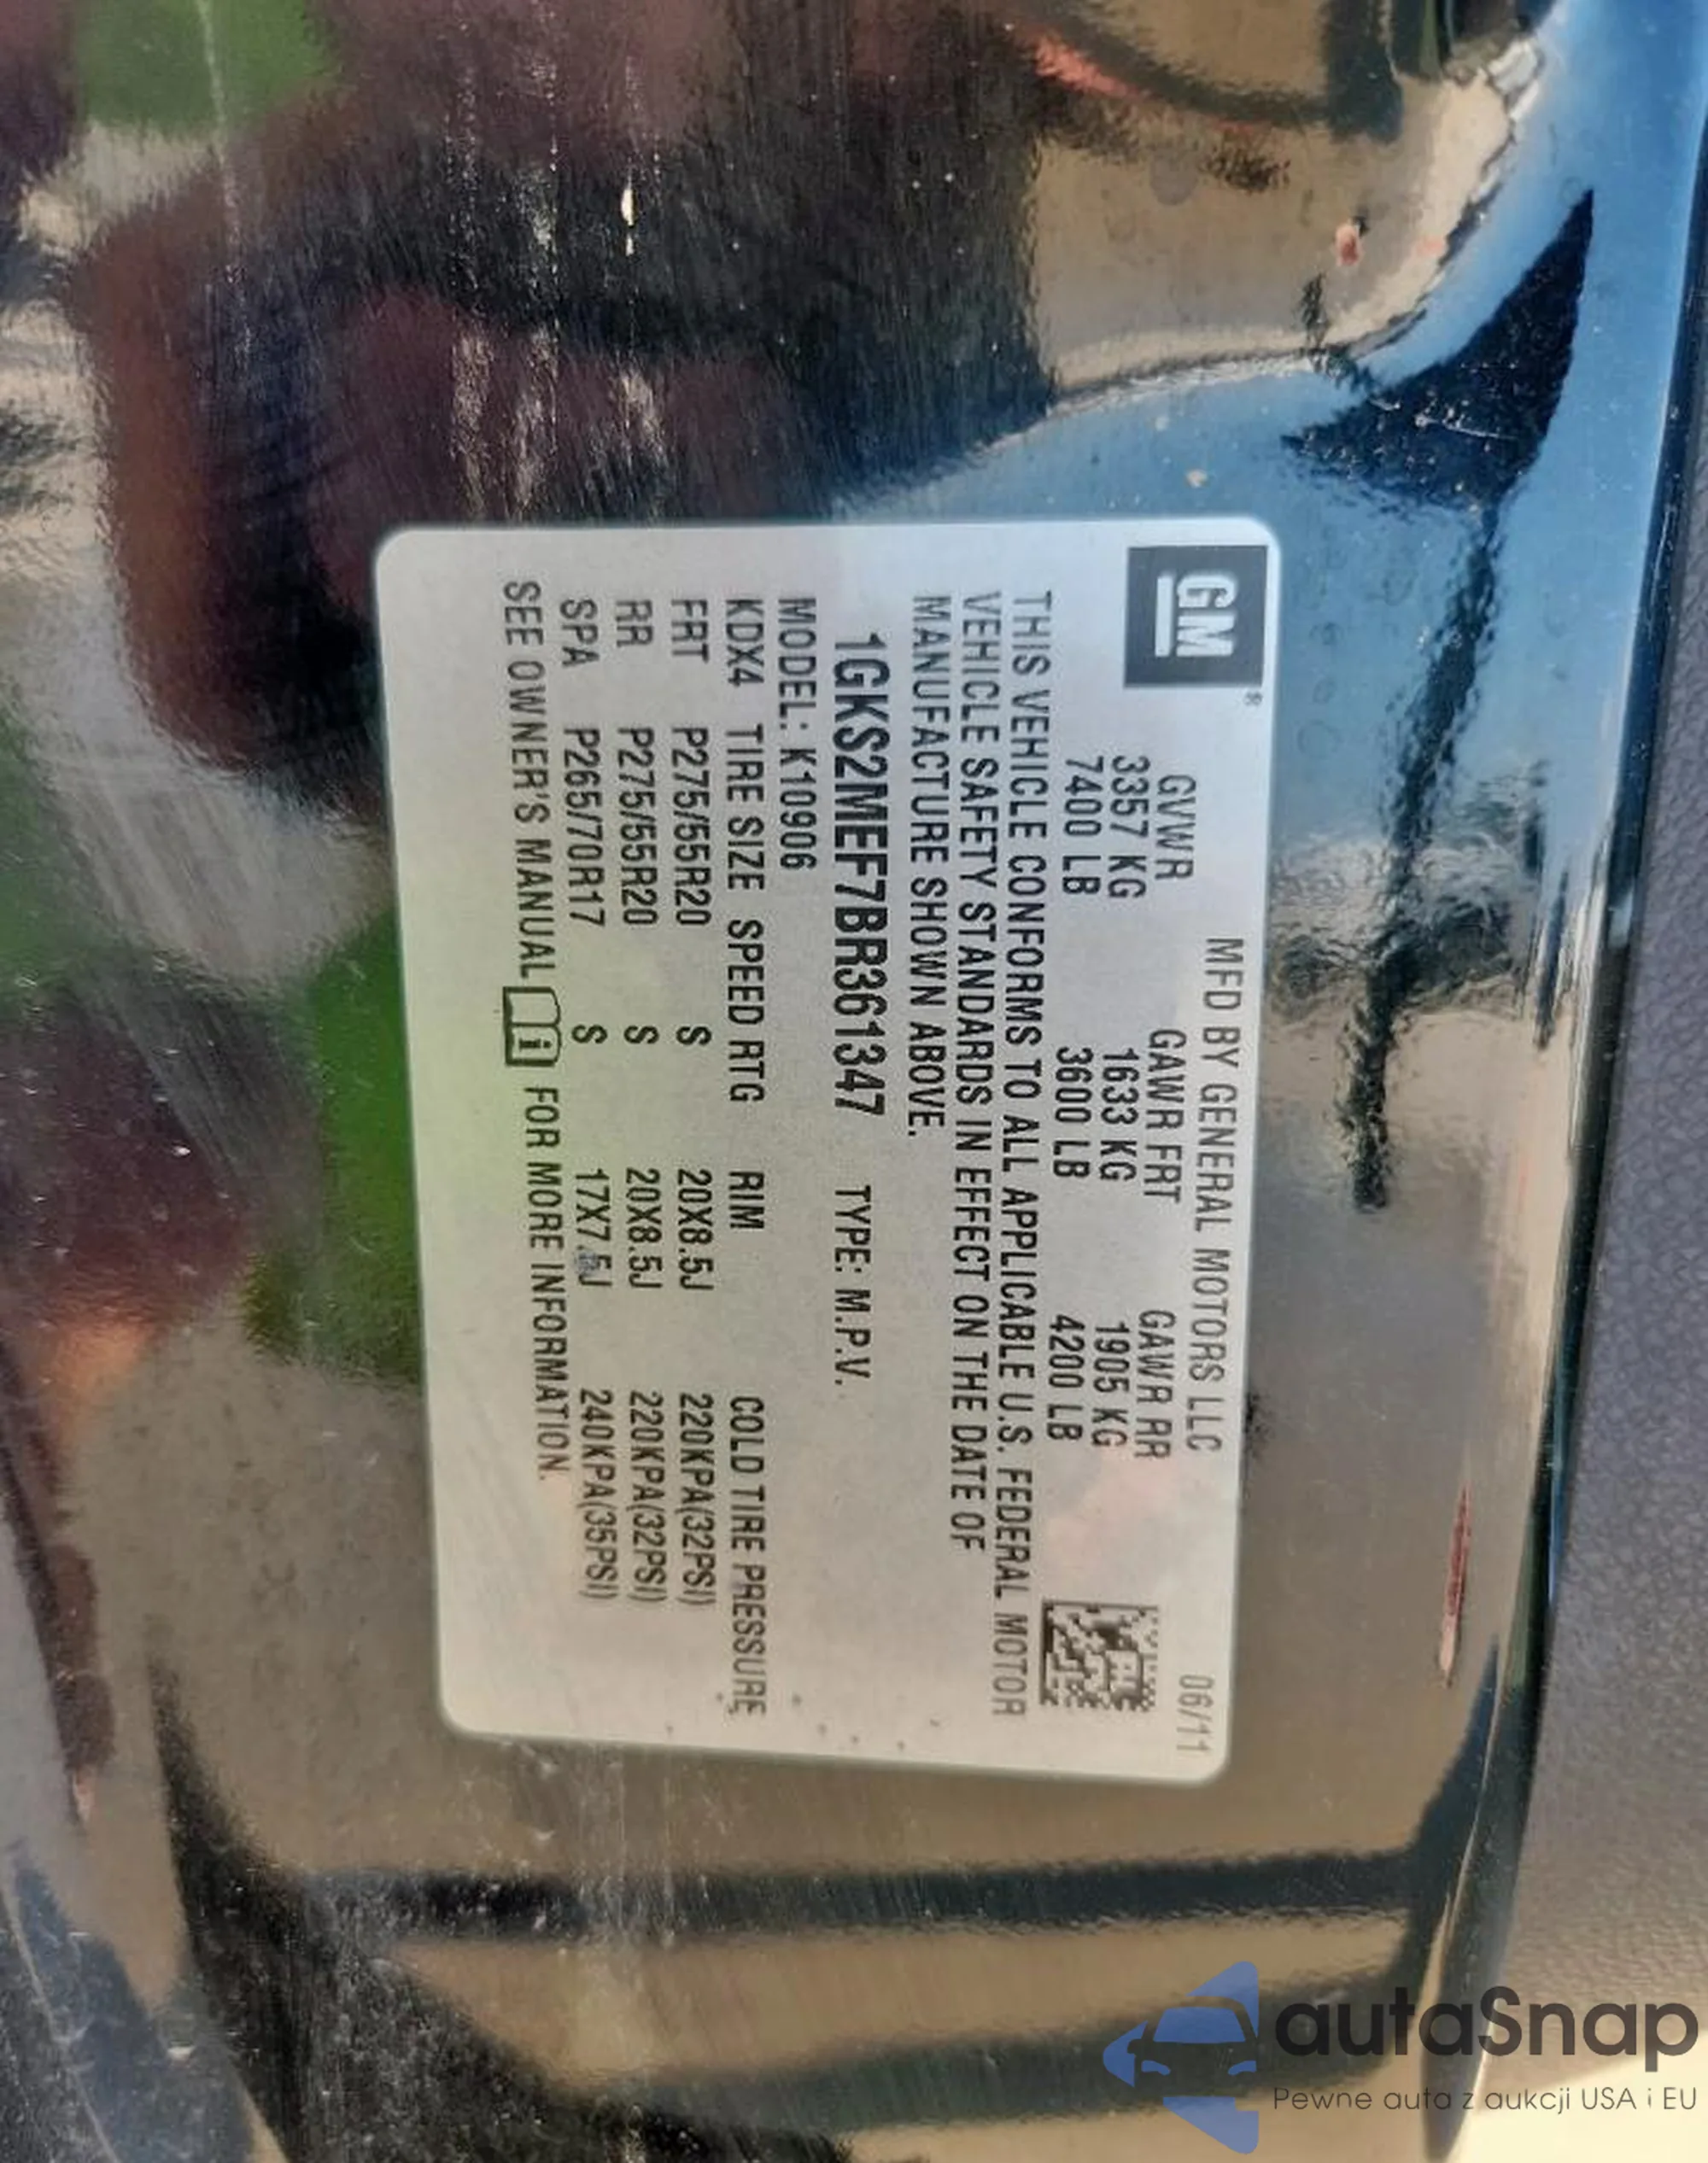 GM®
MFD BY GENERAL MOTORS LLC 06/11
GVWR GAWR FRT GAWR RR
3357 KG 1633 KG 1905 KG
7400 LB 3600 LB 4200 LB
THIS VEHICLE CONFORMS TO ALL APPLICABLE U.S. FEDERAL MOTOR
VEHICLE SAFETY STANDARDS IN EFFECT ON THE DATE OF
MANUFACTURE SHOWN ABOVE.
1GKS2MEF7BR361347 TYPE: M.P.V.
MODEL: K10906
KDX4 TIRE SIZE SPEED RTG RIM COLD TIRE PRESSURE
FRT P275/55R20 S 20X8.5J 220KPA(32PSI)
RR P275/55R20 S 20X8.5J 220KPA(32PSI)
SPA P265/70R17 S 17X7.5J 240KPA(35PSI)
SEE OWNER'S MANUAL i FOR MORE INFORMATION.
autaSnap
Pewne auta z aukcji USA i EU